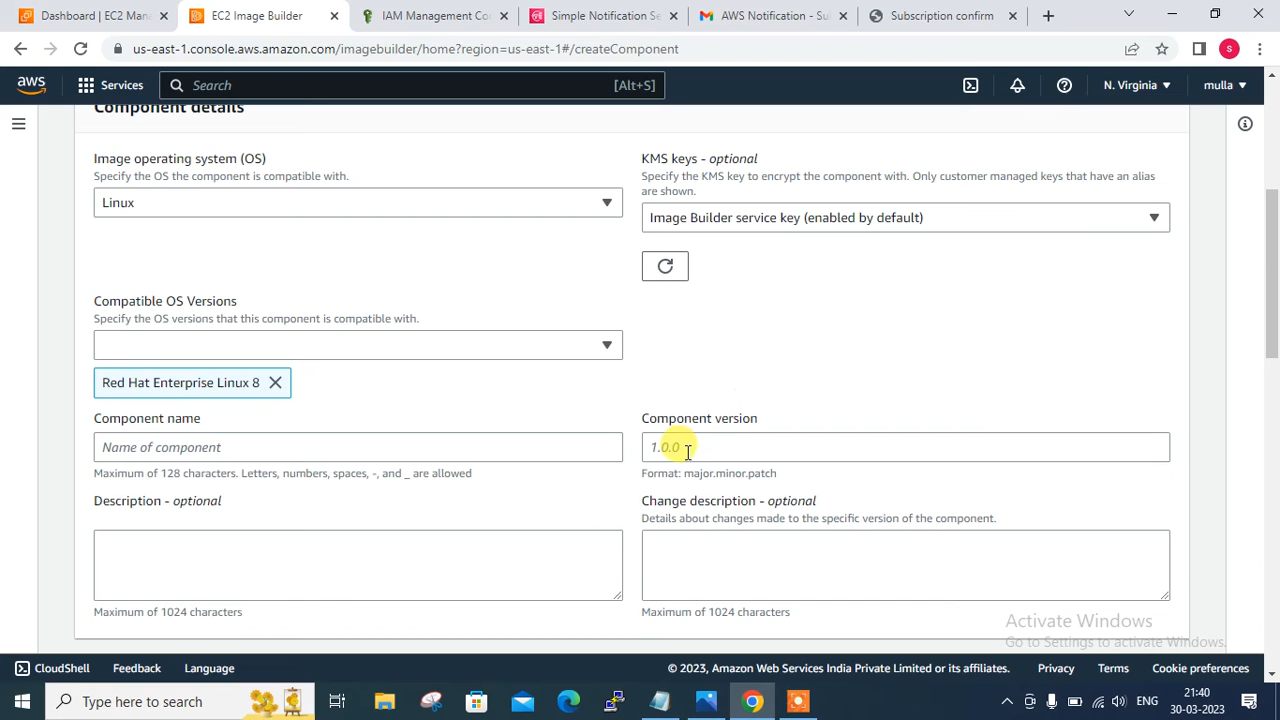 Dashboard | EC2 Mana
EC2 Image Builder
IAM Management Co
Simple Notification Se
AWS Notification - Sul
Subscription confirm
us-east-1.console.aws.amazon.com/imagebuilder/home?region=us-east-1#/createComponent
S
aws
Services
Search
[Alt+S]
N. Virginia
mulla
Component details
Image operating system (OS)
Specify the OS the component is compatible with.
Linux
KMS keys - optional
Specify the KMS key to encrypt the component with. Only customer managed keys that have an alias
are shown.
Image Builder service key (enabled by default)
Compatible OS Versions
Specify the OS versions that this component is compatible with.
Red Hat Enterprise Linux 8
Component name
Name of component
Maximum of 128 characters. Letters, numbers, spaces, -, and _ are allowed
Component version
1.0.0
Format: major.minor.patch
Description - optional
Maximum of 1024 characters
Change description - optional
Details about changes made to the specific version of the component.
Maximum of 1024 characters
Activate Windows
Go to Settings to activate Windows.
CloudShell
Feedback
Language
© 2023, Amazon Web Services India Private Limited or its affiliates.
Privacy
Terms
Cookie preferences
Type here to search
ENG
21:40
30-03-2023